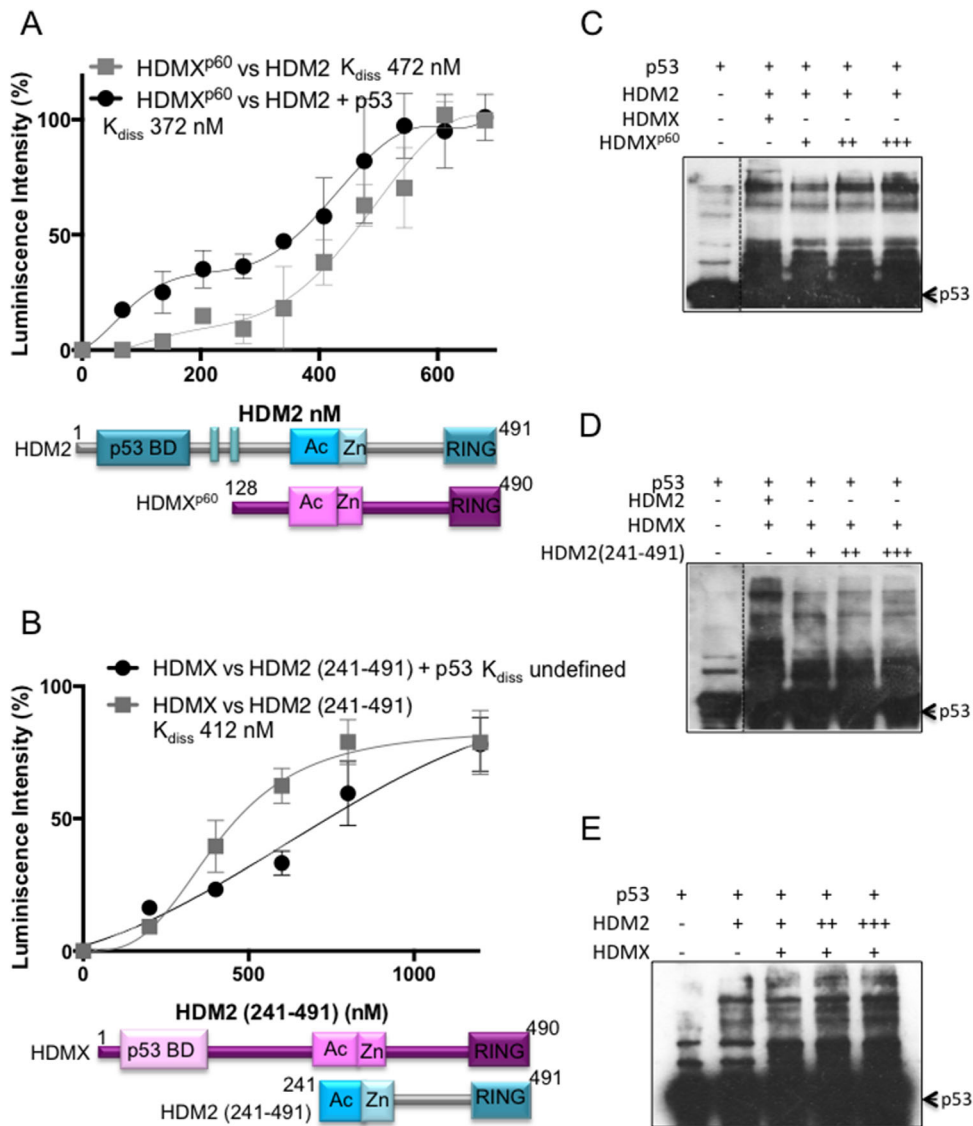 A
HDMXp60 vs HDM2 Kdiss 472 nM
HDMXp60 vs HDM2 + p53
Kdiss 372 nM
Luminiscence Intensity (%)
100
50
0
0 200 400 600
HDM2 nM
1 491
HDM2 p53 BD Ac Zn RING
128 490
HDMXp60 Ac Zn RING
B
HDMX vs HDM2 (241-491) + p53 Kdiss undefined
HDMX vs HDM2 (241-491)
Kdiss 412 nM
Luminiscence Intensity (%)
100
50
0
0 500 1000
HDM2 (241-491) (nM)
1 490
HDMX p53 BD Ac Zn RING
241 491
HDM2 (241-491) Ac Zn RING
C
p53 + + + + +
HDM2 - + + + +
HDMX - + - - -
HDMXp60 - - + ++ +++
p53
D
p53 + + + + +
HDM2 - + - - -
HDMX - + + + +
HDM2(241-491) - - + ++ +++
p53
E
p53 + + + + +
HDM2 - + + ++ +++
HDMX - - + + +
p53